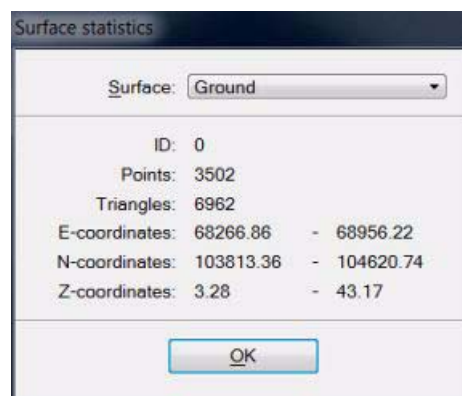 Surface statistics
Surface: Ground
ID: 0
Points: 3502
Triangles: 6962
E-coordinates: 68266.86 - 68956.22
N-coordinates: 103813.36 - 104620.74
Z-coordinates: 3.28 - 43.17
OK